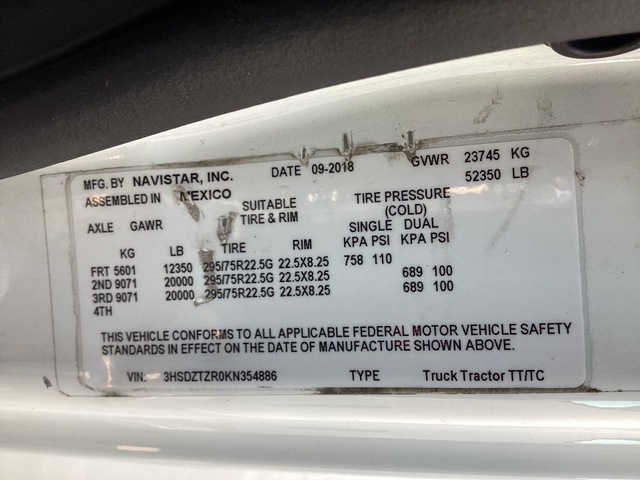 MFG. BY NAVISTAR, INC. DATE 09-2018 GVWR 23745 KG
ASSEMBLED IN MEXICO 52350 LB
SUITABLE TIRE PRESSURE
AXLE GAWR TIRE & RIM (COLD)
SINGLE DUAL
KG LB TIRE RIM KPA PSI KPA PSI
FRT 5601 12350 295/75R22.5G 22.5X8.25 758 110
2ND 9071 20000 295/75R22.5G 22.5X8.25 689 100
3RD 9071 20000 295/75R22.5G 22.5X8.25 689 100
4TH
THIS VEHICLE CONFORMS TO ALL APPLICABLE FEDERAL MOTOR VEHICLE SAFETY
STANDARDS IN EFFECT ON THE DATE OF MANUFACTURE SHOWN ABOVE.
VIN: 3HSDZTZR0KN354886 TYPE Truck Tractor TT/TC